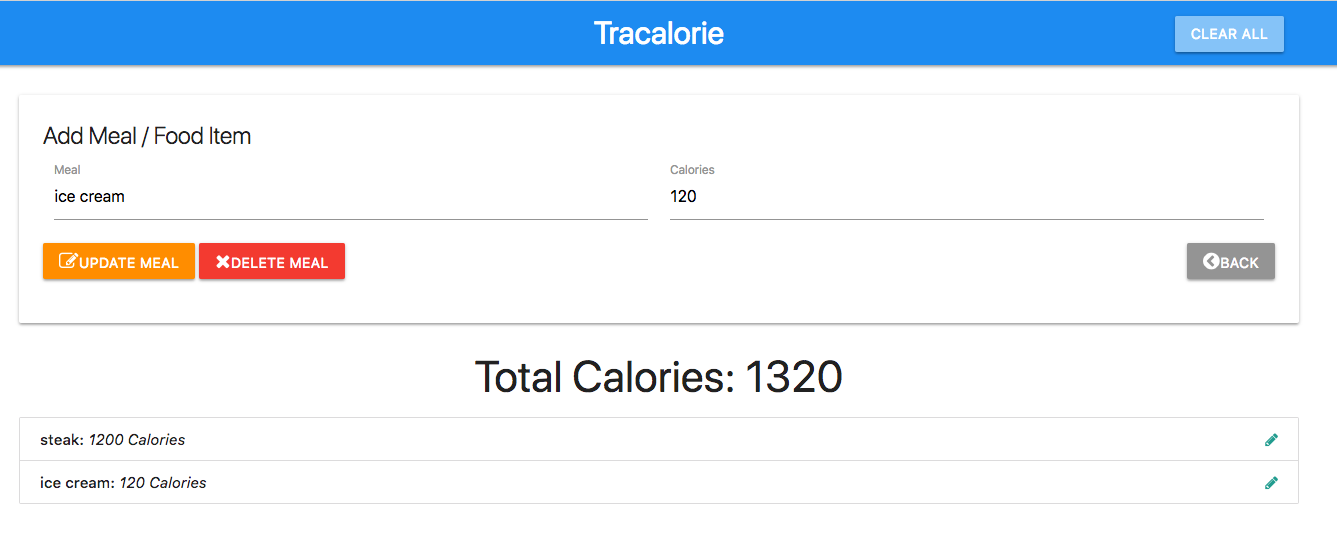 Tracalorie
CLEAR ALL
Add Meal / Food Item
Meal
Calories
ice cream
120
UPDATE MEAL
DELETE MEAL
BACK
Total Calories: 1320
steak: 1200 Calories
ice cream: 120 Calories